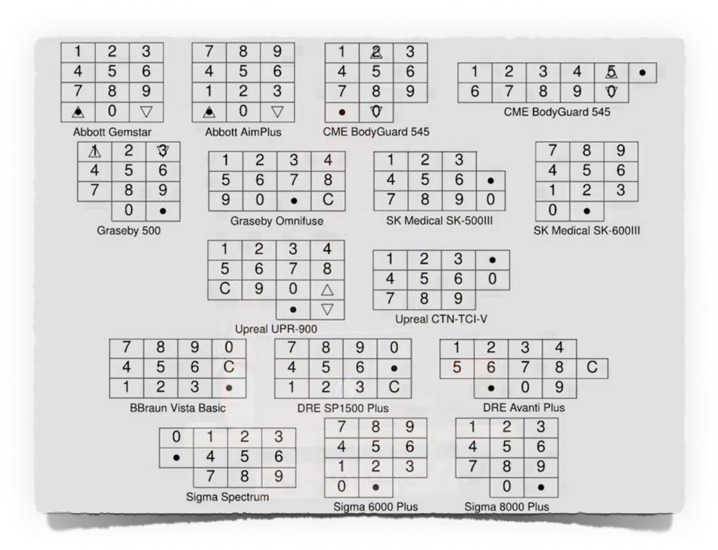 1 2 3
4 5 6
7 8 9
▲ 0 ▽
Abbott Gemstar
7 8 9
4 5 6
1 2 3
▲ 0 ▽
Abbott AimPlus
1 2 3
4 5 6
7 8 9
• 0
CME BodyGuard 545
1 2 3 4 5 •
6 7 8 9 0
CME BodyGuard 545
1 2 3
4 5 6
7 8 9
0 •
Graseby 500
1 2 3 4
5 6 7 8
9 0 • C
Graseby Omnifuse
1 2 3
4 5 6 •
7 8 9 0
SK Medical SK-500III
7 8 9
4 5 6
1 2 3
0 •
SK Medical SK-600III
1 2 3 4
5 6 7 8
C 9 0 △
• ▽
Upreal UPR-900
1 2 3 •
4 5 6 0
7 8 9
Upreal CTN-TCI-V
7 8 9 0
4 5 6 C
1 2 3 •
BBraun Vista Basic
7 8 9 0
4 5 6 •
1 2 3 C
DRE SP1500 Plus
1 2 3 4
5 6 7 8 C
• 0 9
DRE Avanti Plus
0 1 2 3
• 4 5 6
7 8 9
Sigma Spectrum
7 8 9
4 5 6
1 2 3
0 •
Sigma 6000 Plus
1 2 3
4 5 6
7 8 9
0 •
Sigma 8000 Plus